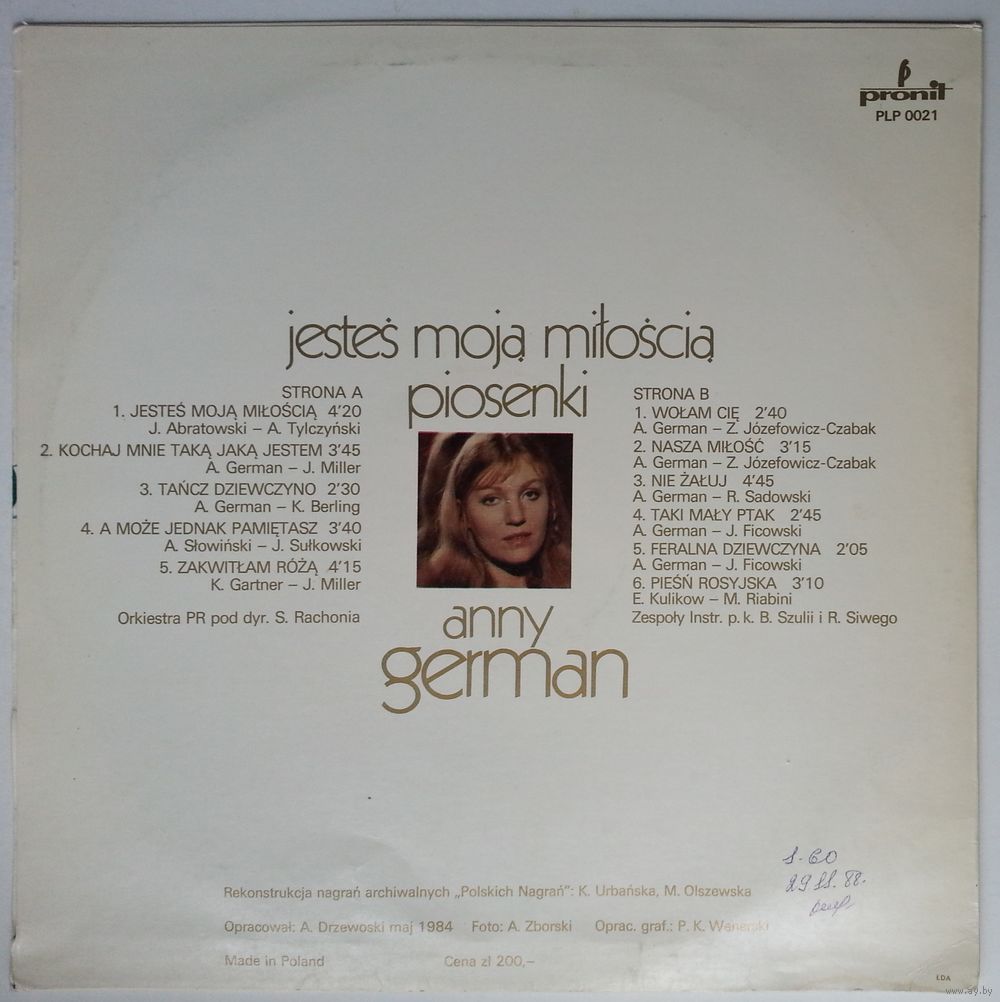 pronit
PLP 0021
jesteś moją miłością
piosenki
STRONA A
1. JESTEŚ MOJĄ MIŁOŚCIĄ 4'20
J. Abratowski – A. Tylczyński
2. KOCHAJ MNIE TAKĄ JAKĄ JESTEM 3'45
A. German – J. Miller
3. TAŃCZ DZIEWCZYNO 2'30
A. German – K. Berling
4. A MOŻE JEDNAK PAMIĘTASZ 3'40
A. Słowiński – J. Sułkowski
5. ZAKWITŁAM RÓŻĄ 4'15
K. Gartner – J. Miller
Orkiestra PR pod dyr. S. Rachonia
STRONA B
1. WOŁAM CIĘ 2'40
A. German – Z. Józefowicz-Czabak
2. NASZA MIŁOŚĆ 3'15
A. German – Z. Józefowicz-Czabak
3. NIE ŻAŁUJ 4'45
A. German – R. Sadowski
4. TAKI MAŁY PTAK 2'45
A. German – J. Ficowski
5. FERALNA DZIEWCZYNA 2'05
A. German – J. Ficowski
6. PIEŚŃ ROSYJSKA 3'10
E. Kulikow – M. Riabini
Zespoły Instr. p. k. B. Szulii i R. Siwego
anny
german
1-60
29 11. 88.
Rekonstrukcja nagrań archiwalnych „Polskich Nagrań": K. Urbańska, M. Olszewska
Opracował: A. Drzewoski maj 1984 Foto: A. Zborski Oprac. graf.: P. K. Wenerski
Made in Poland Cena zł 200,–
ŁDA
www.ay.by